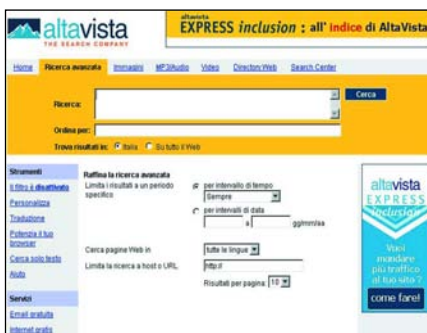 altavista
THE SEARCH COMPANY
altavista
EXPRESS inclusion : all' indice di AltaVista
Home Ricerca avanzata Immagini MP3/Audio Video Directory Web Search Center
Ricerca:
Cerca
Ordina per:
Trova risultati in: Italia Su tutto il Web
Strumenti
Il filtro è disattivato
Personalizza
Traduzione
Potenzia il tuo
browser
Cerca solo testo
Aiuto
Servizi
Email gratuita
Internet gratis
Raffina la ricerca avanzata
Limita i risultati a un periodo
specifico
per intervallo di tempo
Sempre
per intervalli di data
a gg/mm/aa
Cerca pagine Web in tutte le lingue
Limita la ricerca a host o URL http://
Risultati per pagina: 10
altavista
EXPRESS
inclusion
Vuoi
mandare
più traffico
al tuo sito ?
come fare!